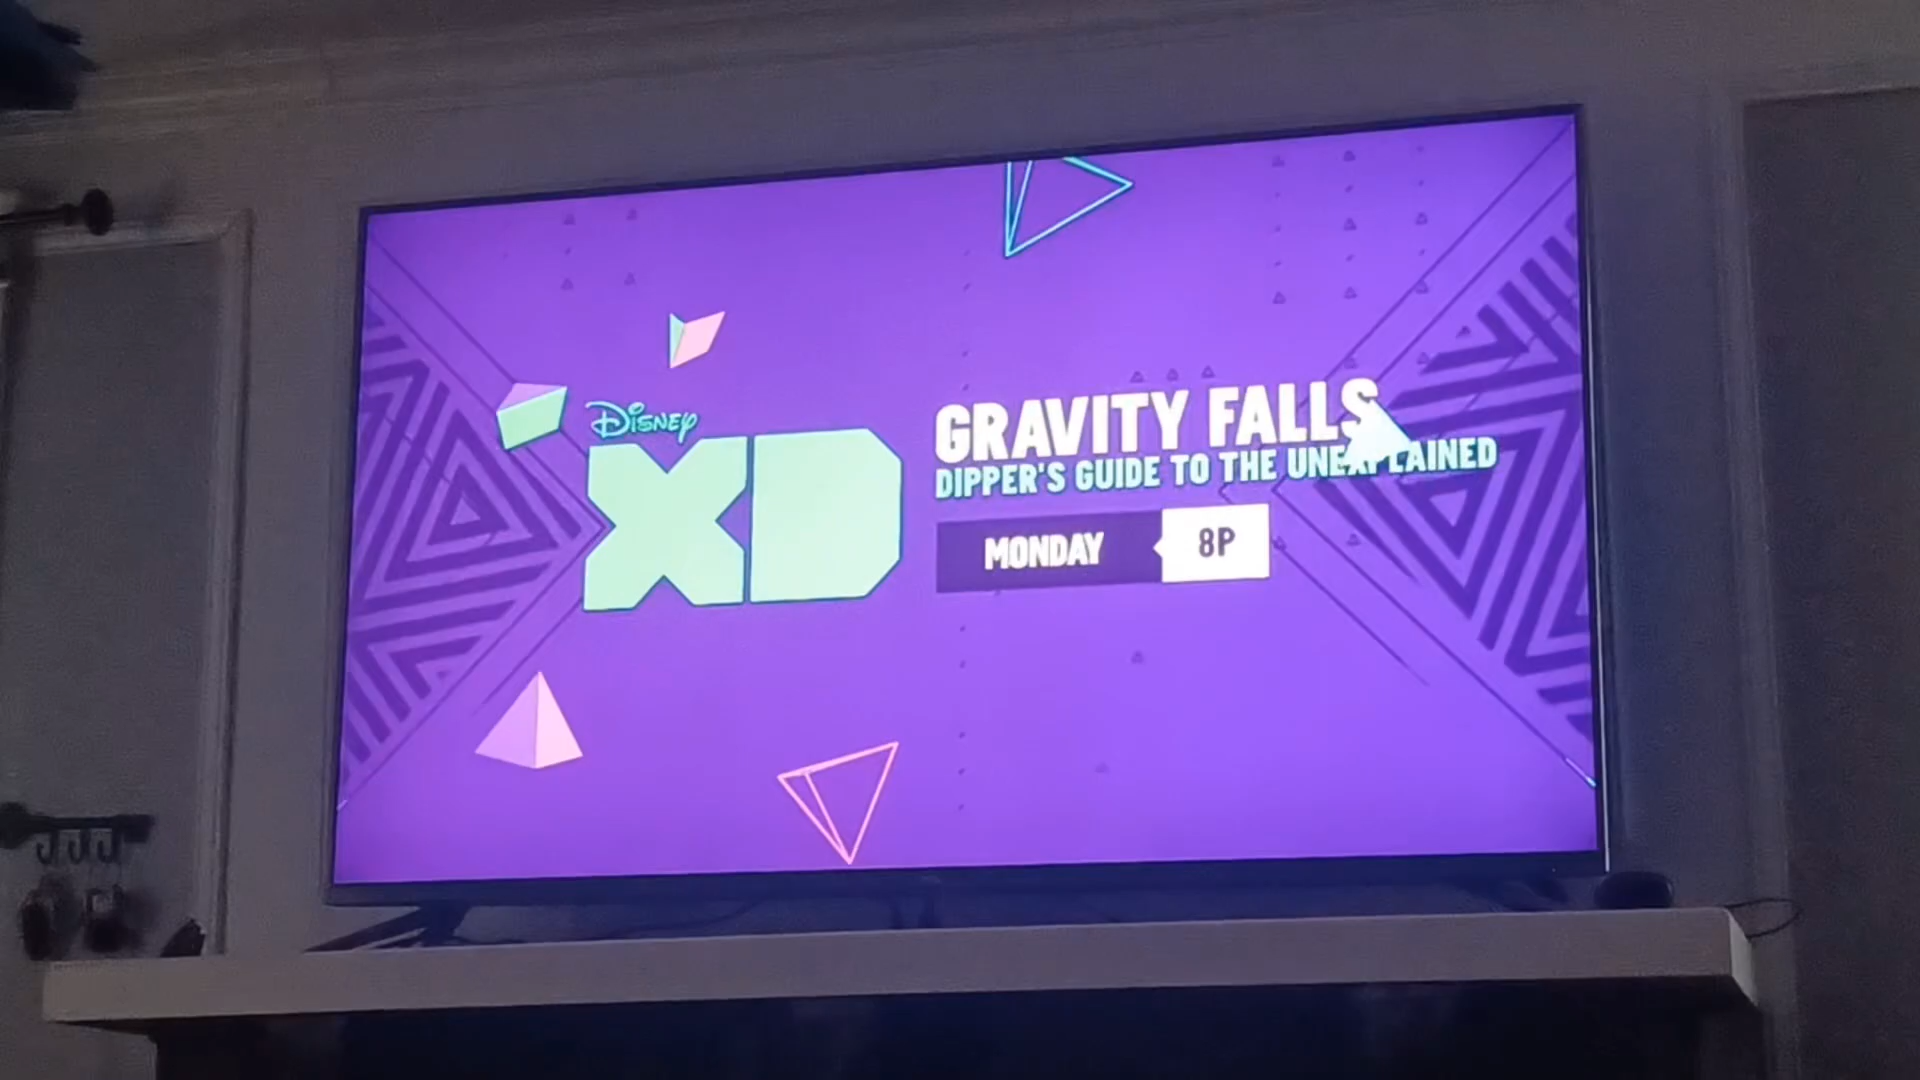 Disney
XD
GRAVITY FALLS
DIPPER'S GUIDE TO THE UNEXPLAINED
MONDAY
8P